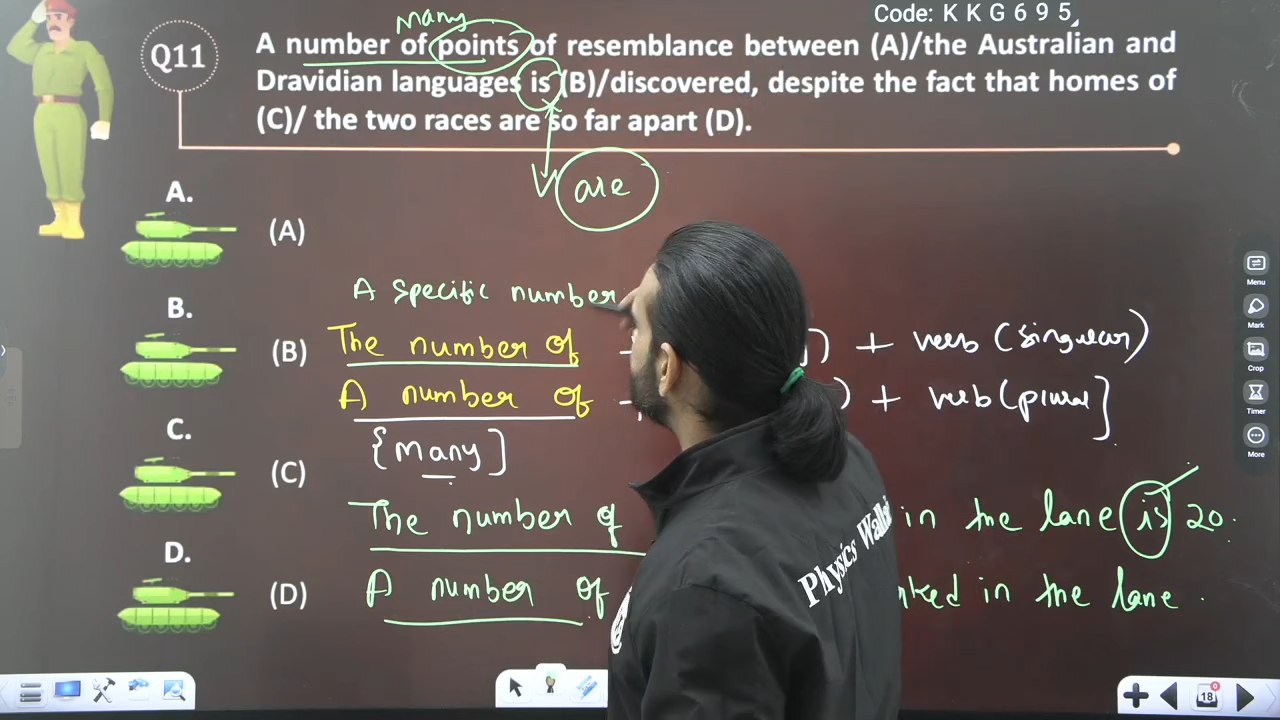 Code: K K G 6 9 5
Many
Q11
A number of points of resemblance between (A)/the Australian and
Dravidian languages is (B)/discovered, despite the fact that homes of
(C)/ the two races are so far apart (D).
are
A.
(A)
A specific number
B.
(B)
The number of + verb (singular)
A number of + verb (plural]
{many]
C.
(C)
The number of in the lane is 20.
D.
(D)
A number of in the lane.
Physics Wallah
Menu
Mark
Crop
Timer
More
18